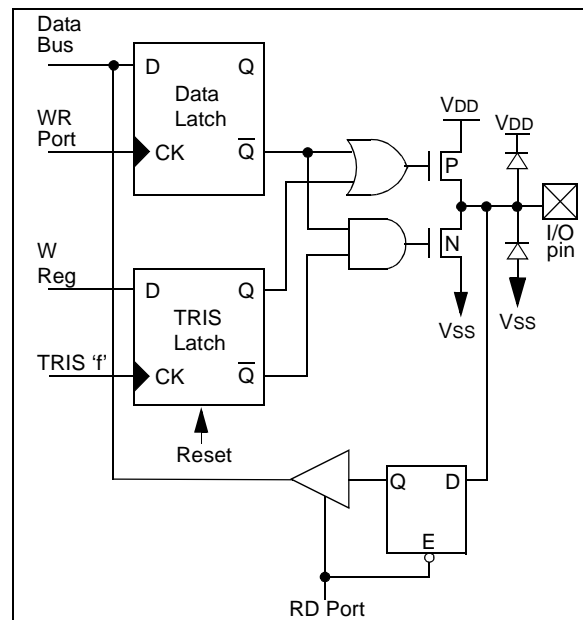 Data
Bus
D
Q
Data
Latch
WR
Port
CK
Q
VDD
P
VDD
N
I/O
pin
W
Reg
D
Q
TRIS
Latch
VSS
VSS
TRIS ‘f’
CK
Q
Reset
Q
D
E
RD Port